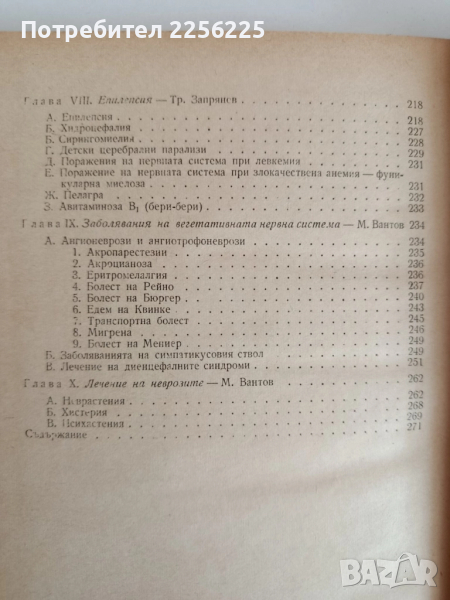 Потребител 2256225
Глава VIII. Епилепсия — Тр. Запрянов . . . . . . . . . . 218
А. Епилепсия . . . . . . . . . . 218
Б. Хидроцефалия . . . . . . . . . . 227
Б. Сирингомиелия . . . . . . . . . . 228
Г. Детски церебрални парализи . . . . . . . . . . 229
Д. Поражения на нервната система при левкемия . . . . . . . . . . 231
Е. Поражение на нервната система при злокачествена анемия — фуни-
куларна миелоза . . . . . . . . . . 231
Ж. Пелагра . . . . . . . . . . 232
З. Авитаминоза B₁ (бери-бери) . . . . . . . . . . 233
Глава IX. Заболявания на вегетативната нервна система — М. Вантов . . 234
А. Ангионеврози и ангиотрофоневрози . . . . . . . . . . 234
1. Акропарестезии . . . . . . . . . . 235
2. Акроцианоза . . . . . . . . . . 236
3. Еритромелалгия . . . . . . . . . . 236
4. Болест на Рейно . . . . . . . . . . 237
5. Болест на Бюргер . . . . . . . . . . 240
6. Едем на Квинке . . . . . . . . . . 243
7. Транспортна болест . . . . . . . . . . 245
8. Мигрена . . . . . . . . . . 246
9. Болест на Мениер . . . . . . . . . . 249
Б. Заболяванията на симпатикусовия ствол . . . . . . . . . . 249
В. Лечение на диенцефалните синдроми . . . . . . . . . . 251
Глава X. Лечение на неврозите — М. Вантов . . . . . . . . . . 262
А. Неврастения . . . . . . . . . . 262
Б. Хистерия . . . . . . . . . . 268
В. Психастения . . . . . . . . . . 269
Съдържание . . . . . . . . . . 271
bazar